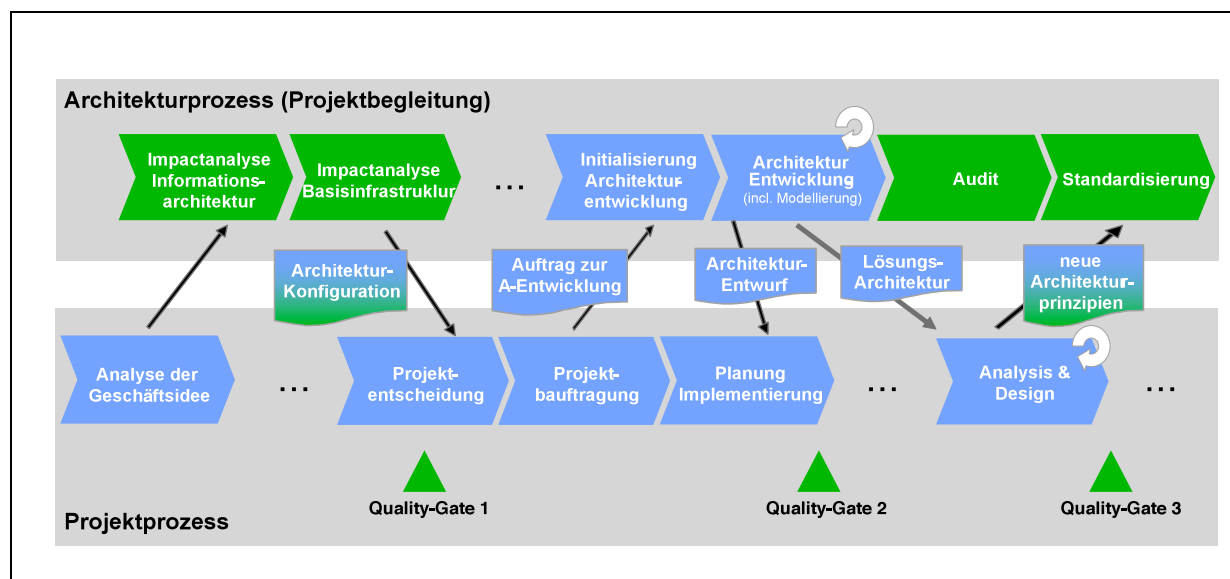 Architekturprozess (Projektbegleitung)
Impactanalyse
Informations-
architektur
Impactanalyse
Basisinfrastruklur
...
Initialisierung
Architektur-
entwicklung
Architektur
Entwicklung
(incl. Modellierung)
Audit
Standardisierung
Architektur-
Konfiguration
Auftrag zur
A-Entwicklung
Architektur-
Entwurf
Lösungs-
Architektur
neue
Architektur-
prinzipien
Analyse der
Geschäftsidee
...
Projekt-
entscheidung
Projekt-
bauftragung
Planung
Implementierung
...
Analysis &
Design
...
Quality-Gate 1
Quality-Gate 2
Quality-Gate 3
Projektprozess